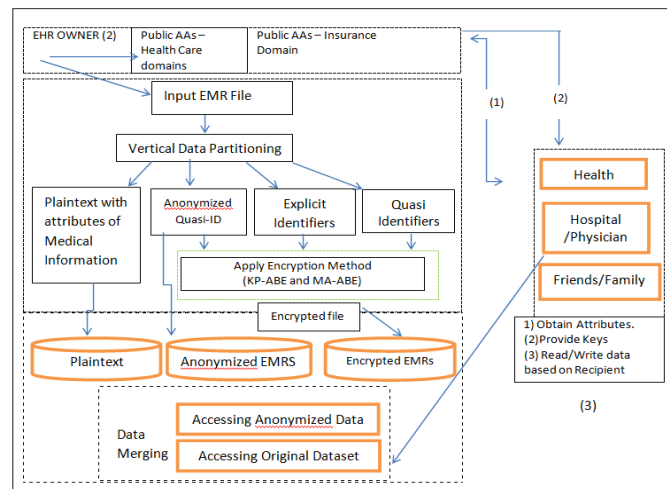 EHR OWNER (2)
Public AAs –
Health Care
domains
Public AAs – Insurance
Domain
Input EMR File
(1)
(2)
Vertical Data Partitioning
Plaintext with
attributes of
Medical
Information
Anonymized
Quasi-ID
Explicit
Identifiers
Quasi
Identifiers
Health
Hospital
/Physician
Friends/Family
Apply Encryption Method
(KP-ABE and MA-ABE)
Encrypted file
Plaintext
Anonymized EMRS
Encrypted EMRs
1) Obtain Attributes.
(2)Provide Keys
(3) Read/Write data
based on Recipient
(3)
Data
Merging
Accessing Anonymized Data
Accessing Original Dataset